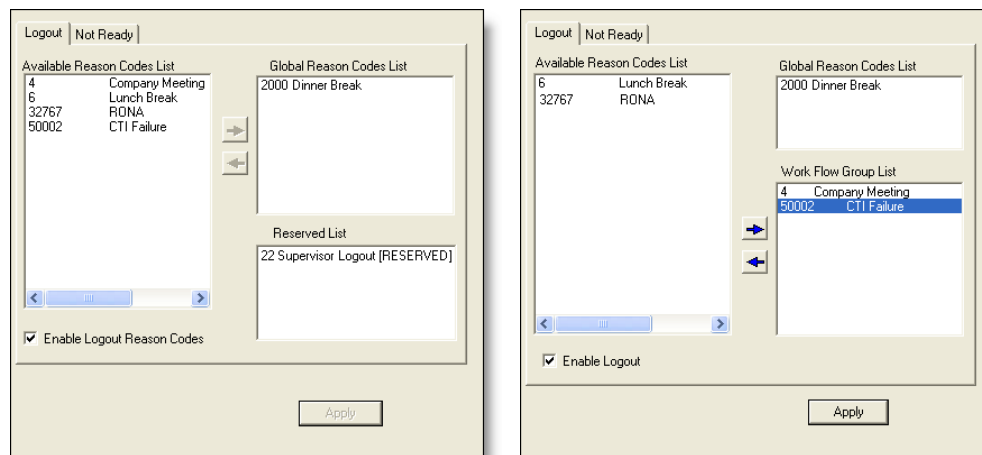 Logout Not Ready
Available Reason Codes List
4 Company Meeting
6 Lunch Break
32767 RONA
50002 CTI Failure
Global Reason Codes List
2000 Dinner Break
Reserved List
22 Supervisor Logout [RESERVED]
Enable Logout Reason Codes
Apply
Logout Not Ready
Available Reason Codes List
6 Lunch Break
32767 RONA
Global Reason Codes List
2000 Dinner Break
Work Flow Group List
4 Company Meeting
50002 CTI Failure
Enable Logout
Apply